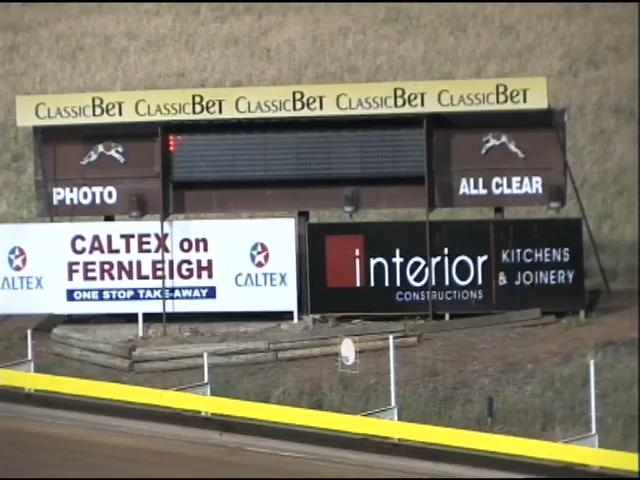 CLASSICBET CLASSICBET CLASSICBET CLASSICBET CLASSICBET
PHOTO
ALL CLEAR
CALTEX on
FERNLEIGH
ONE STOP TAKE-AWAY
CALTEX
CALTEX
interior
CONSTRUCTIONS
KITCHENS
& JOINERY